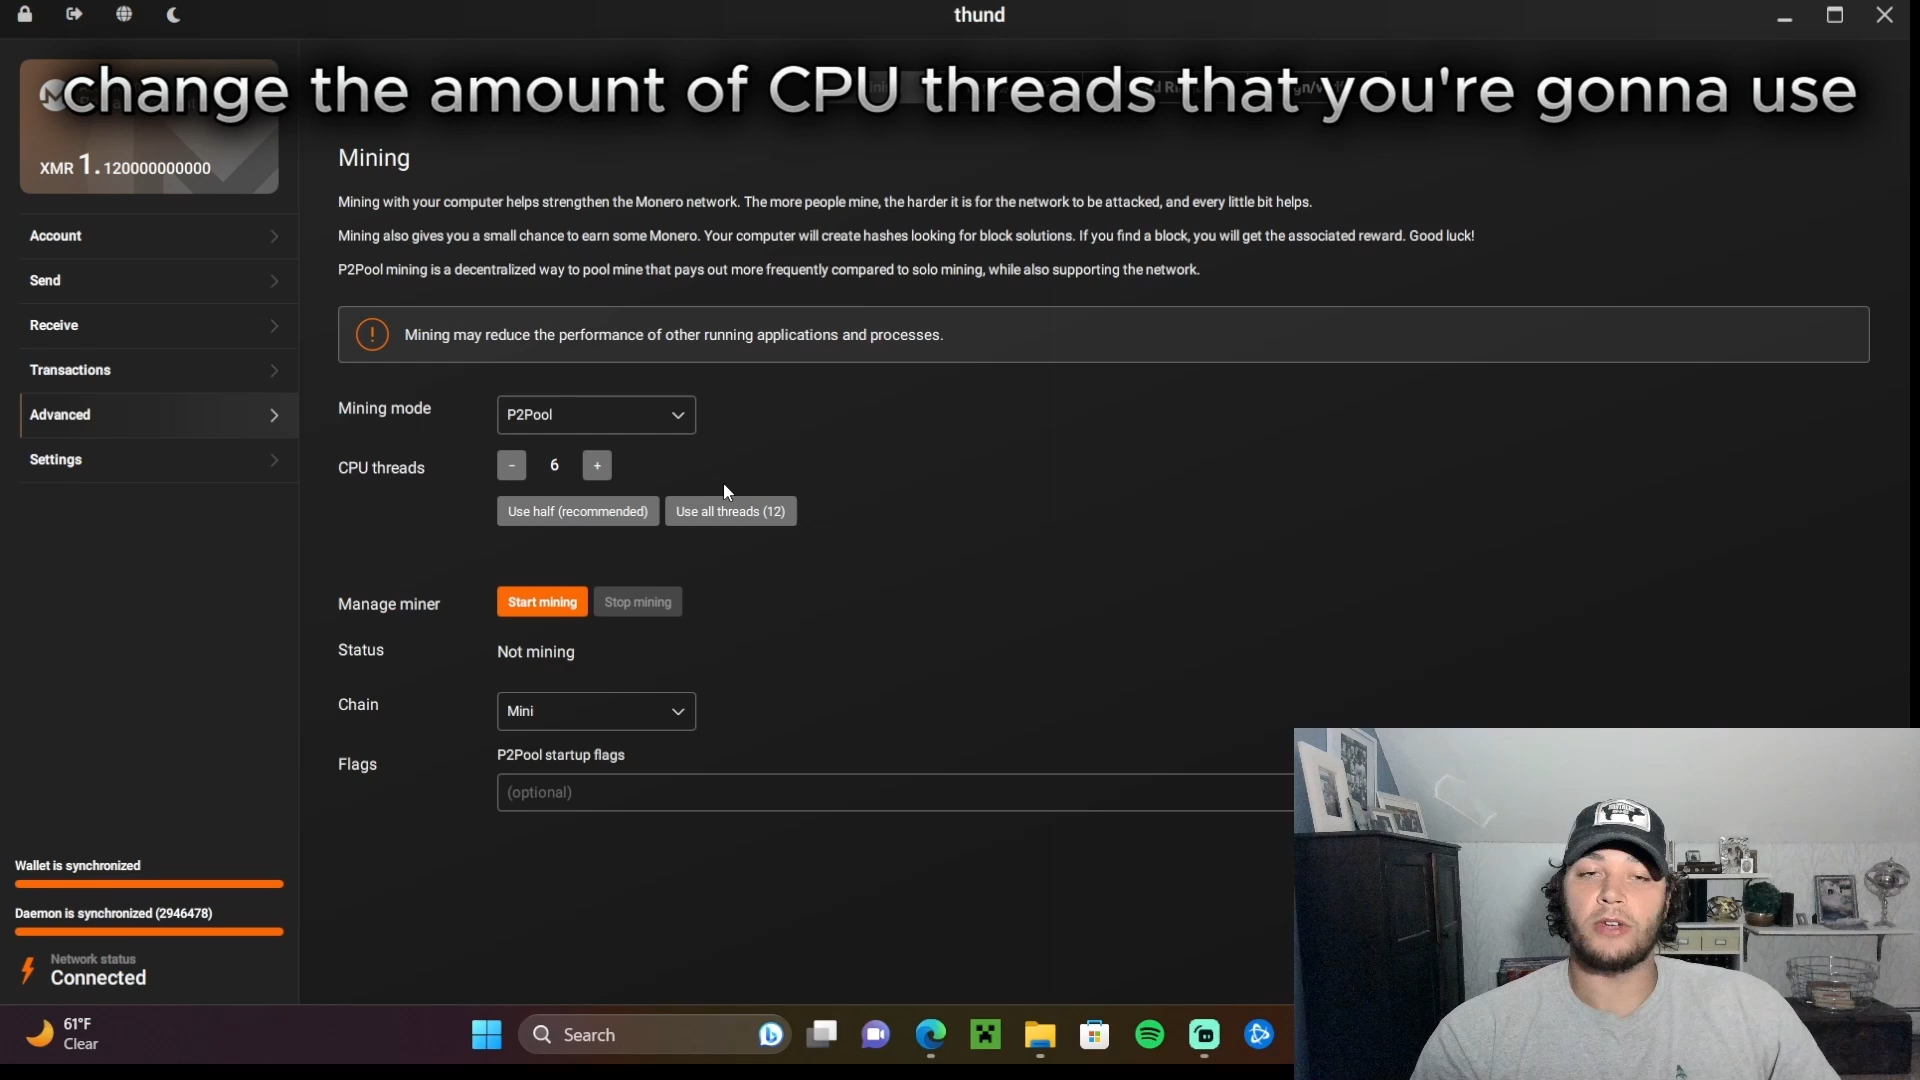 thund
change the amount of CPU threads that you're gonna use
XMR 1.120000000000
Account
Send
Receive
Transactions
Advanced
Settings
Mining
Mining with your computer helps strengthen the Monero network. The more people mine, the harder it is for the network to be attacked, and every little bit helps.
Mining also gives you a small chance to earn some Monero. Your computer will create hashes looking for block solutions. If you find a block, you will get the associated reward. Good luck!
P2Pool mining is a decentralized way to pool mine that pays out more frequently compared to solo mining, while also supporting the network.
! Mining may reduce the performance of other running applications and processes.
Mining mode P2Pool
CPU threads - 6 +
Use half (recommended) Use all threads (12)
Manage miner Start mining Stop mining
Status Not mining
Chain Mini
Flags P2Pool startup flags
(optional)
Wallet is synchronized
Daemon is synchronized (2946478)
Network status
Connected
61°F
Clear
Search